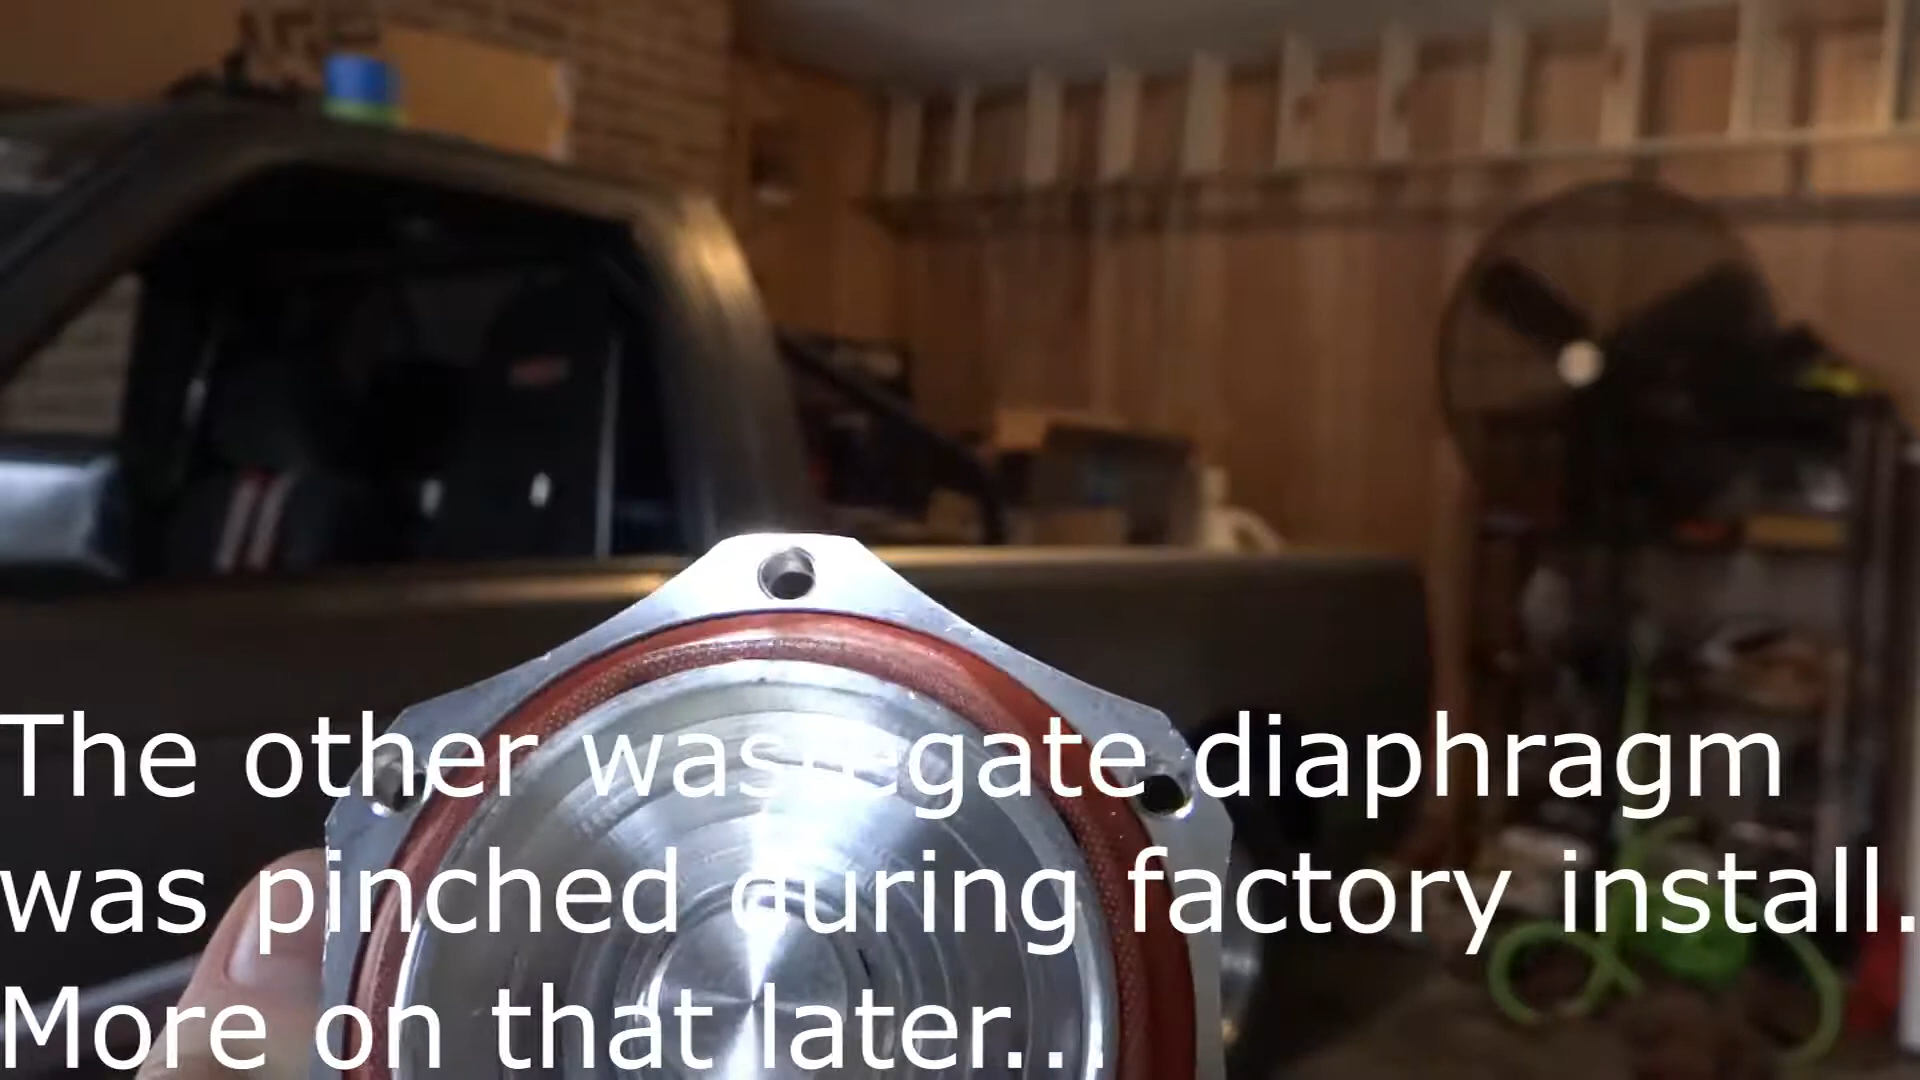 The other wastegate diaphragm
was pinched during factory install.
More on that later...